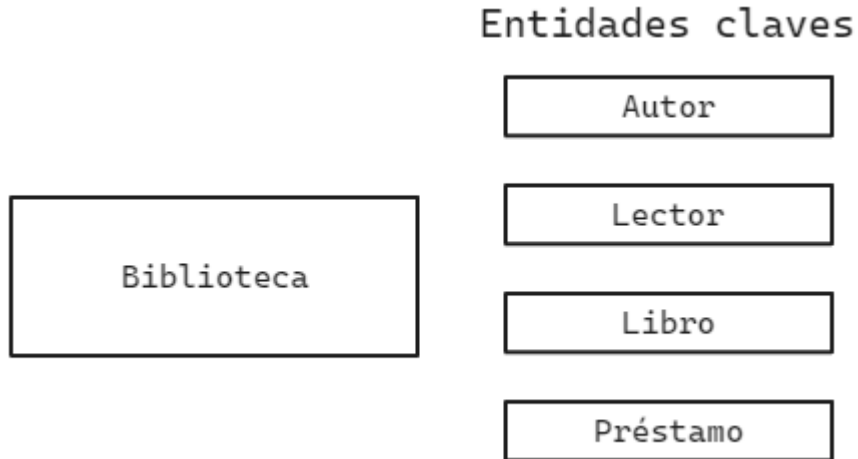 Entidades claves
Autor
Lector
Biblioteca
Libro
Préstamo